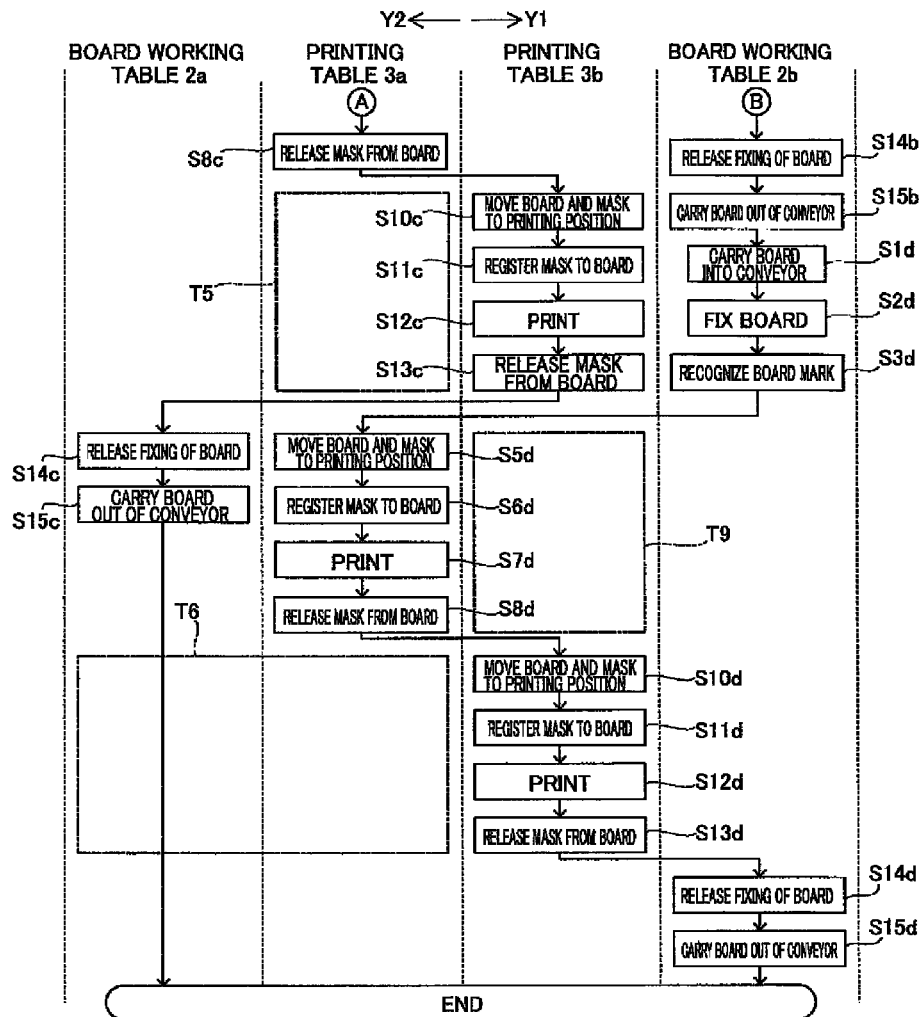 Y2 Y1
BOARD WORKING
TABLE 2a
PRINTING
TABLE 3a
PRINTING
TABLE 3b
BOARD WORKING
TABLE 2b
A
B
S8c
RELEASE MASK FROM BOARD
RELEASE FIXING OF BOARD
S14b
S10c
MOVE BOARD AND MASK
TO PRINTING POSITION
CARRY BOARD OUT OF CONVEYOR
S15b
T5
S11c
REGISTER MASK TO BOARD
CARRY BOARD
INTO CONVEYOR
S1d
S12c
PRINT
FIX BOARD
S2d
S13c
RELEASE MASK
FROM BOARD
RECOGNIZE BOARD MARK
S3d
S14c
RELEASE FIXING OF BOARD
MOVE BOARD AND MASK
TO PRINTING POSITION
S5d
S15c
CARRY BOARD
OUT OF CONVEYOR
REGISTER MASK TO BOARD
S6d
T9
PRINT
S7d
T6
RELEASE MASK FROM BOARD
S8d
MOVE BOARD AND MASK
TO PRINTING POSITION
S10d
REGISTER MASK TO BOARD
S11d
PRINT
S12d
RELEASE MASK FROM BOARD
S13d
RELEASE FIXING OF BOARD
S14d
CARRY BOARD OUT OF CONVEYOR
S15d
END